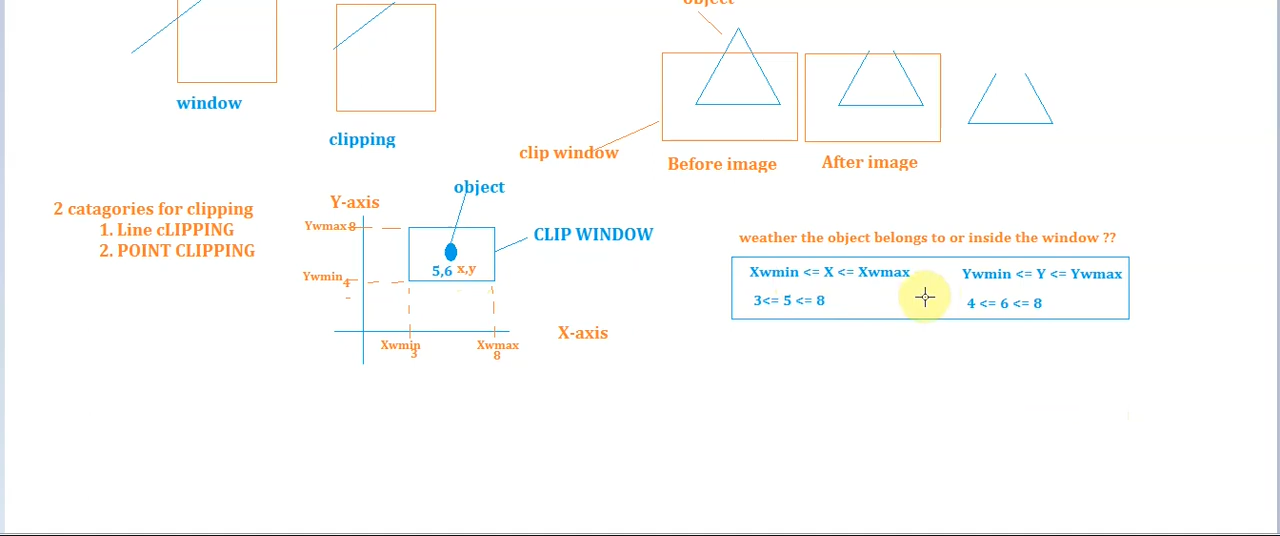 object
window
clipping
clip window
Before image
After image
2 catagories for clipping
1. Line cLIPPING
2. POINT CLIPPING
Y-axis
object
Ywmax 8
CLIP WINDOW
5,6 x,y
Ywmin 4
X-axis
Xwmin
3
Xwmax
8
weather the object belongs to or inside the window ??
Xwmin <= X <= Xwmax
Ywmin <= Y <= Ywmax
3<= 5 <= 8
4 <= 6 <= 8